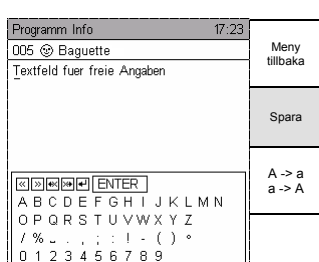 Programm Info 17:23
005 Baguette
Textfeld fuer freie Angaben
ENTER
A B C D E F G H I J K L M N
O P Q R S T U V W X Y Z
/ % _ . , ; : ! - ( ) °
0 1 2 3 4 5 6 7 8 9
Meny
tillbaka
Spara
A -> a
a -> A